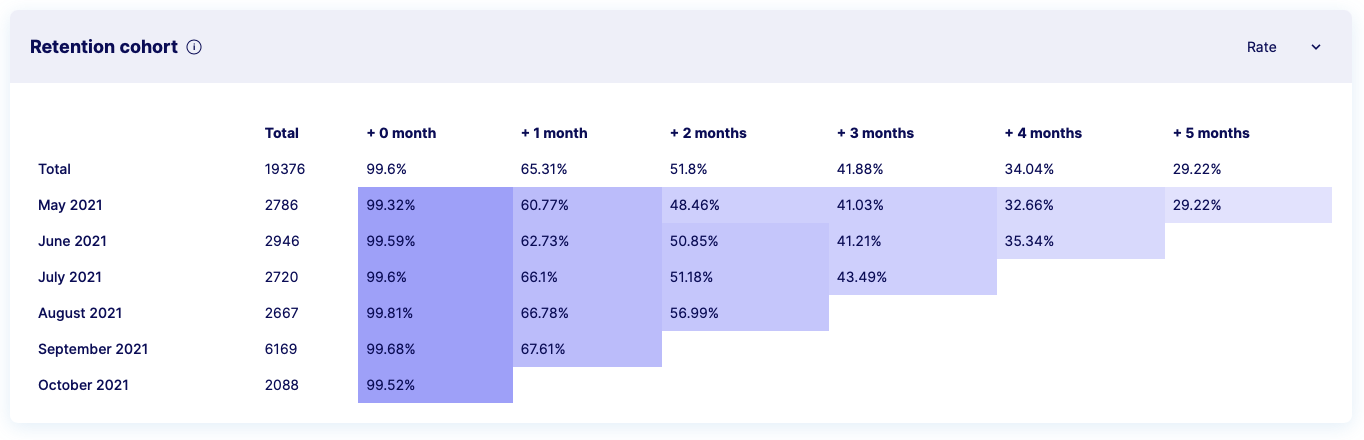 Retention cohort Rate
Total + 0 month + 1 month + 2 months + 3 months + 4 months + 5 months
Total 19376 99.6% 65.31% 51.8% 41.88% 34.04% 29.22%
May 2021 2786 99.32% 60.77% 48.46% 41.03% 32.66% 29.22%
June 2021 2946 99.59% 62.73% 50.85% 41.21% 35.34%
July 2021 2720 99.6% 66.1% 51.18% 43.49%
August 2021 2667 99.81% 66.78% 56.99%
September 2021 6169 99.68% 67.61%
October 2021 2088 99.52%